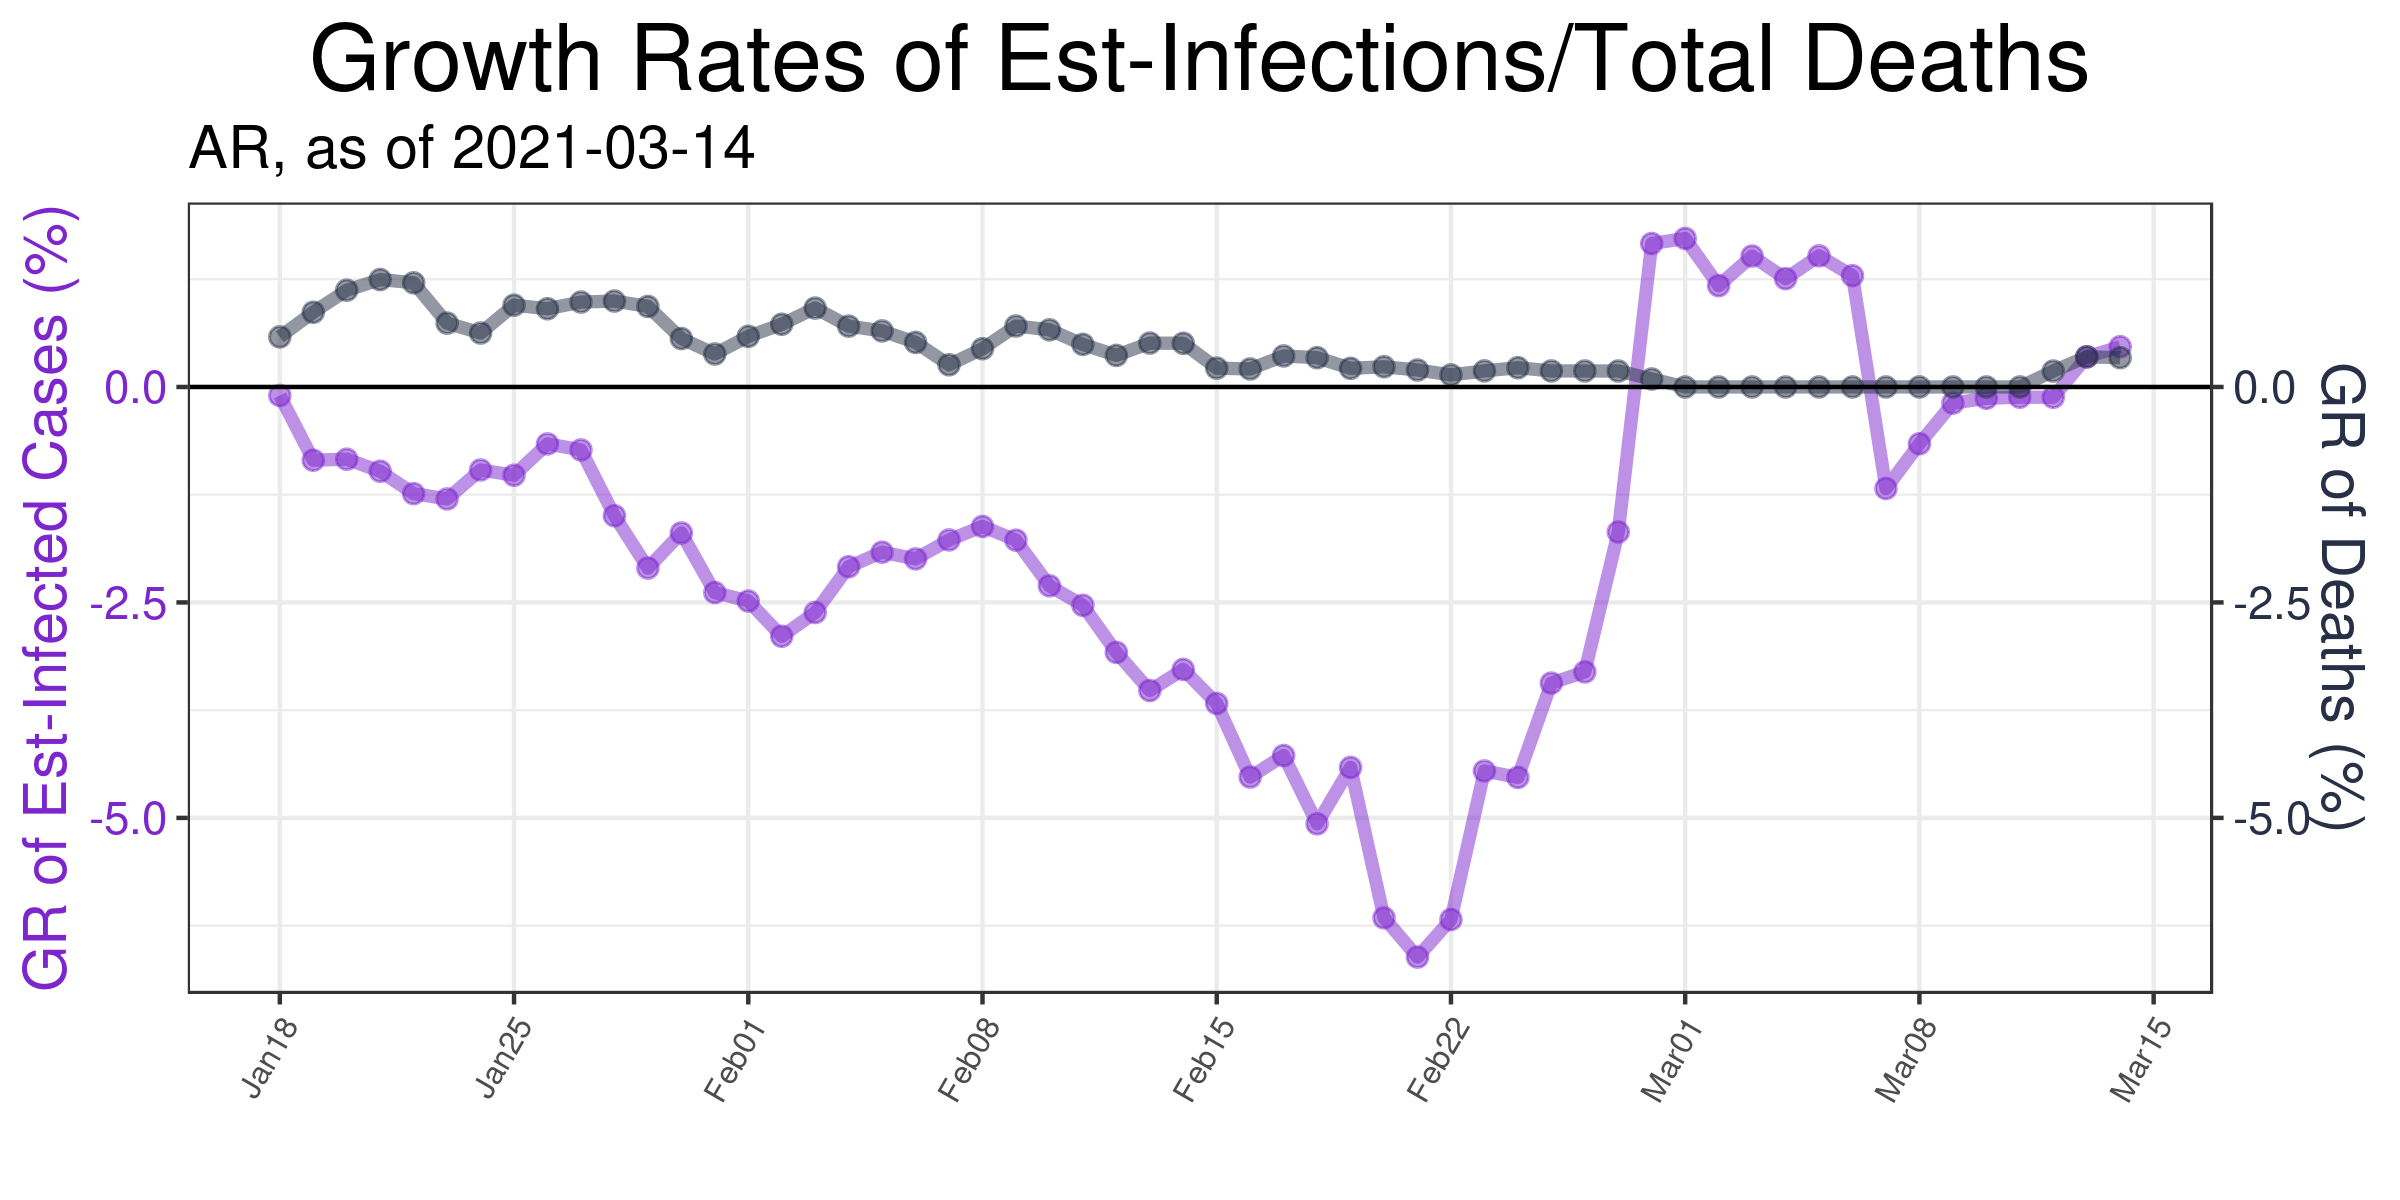 Growth Rates of Est-Infections/Total Deaths
AR, as of 2021-03-14
GR of Est-Infected Cases (%)
0.0
-2.5
-5.0
0.0
-2.5
-5.0
GR of Deaths (%)
Jan18
Jan25
Feb01
Feb08
Feb15
Feb22
Mar01
Mar08
Mar15